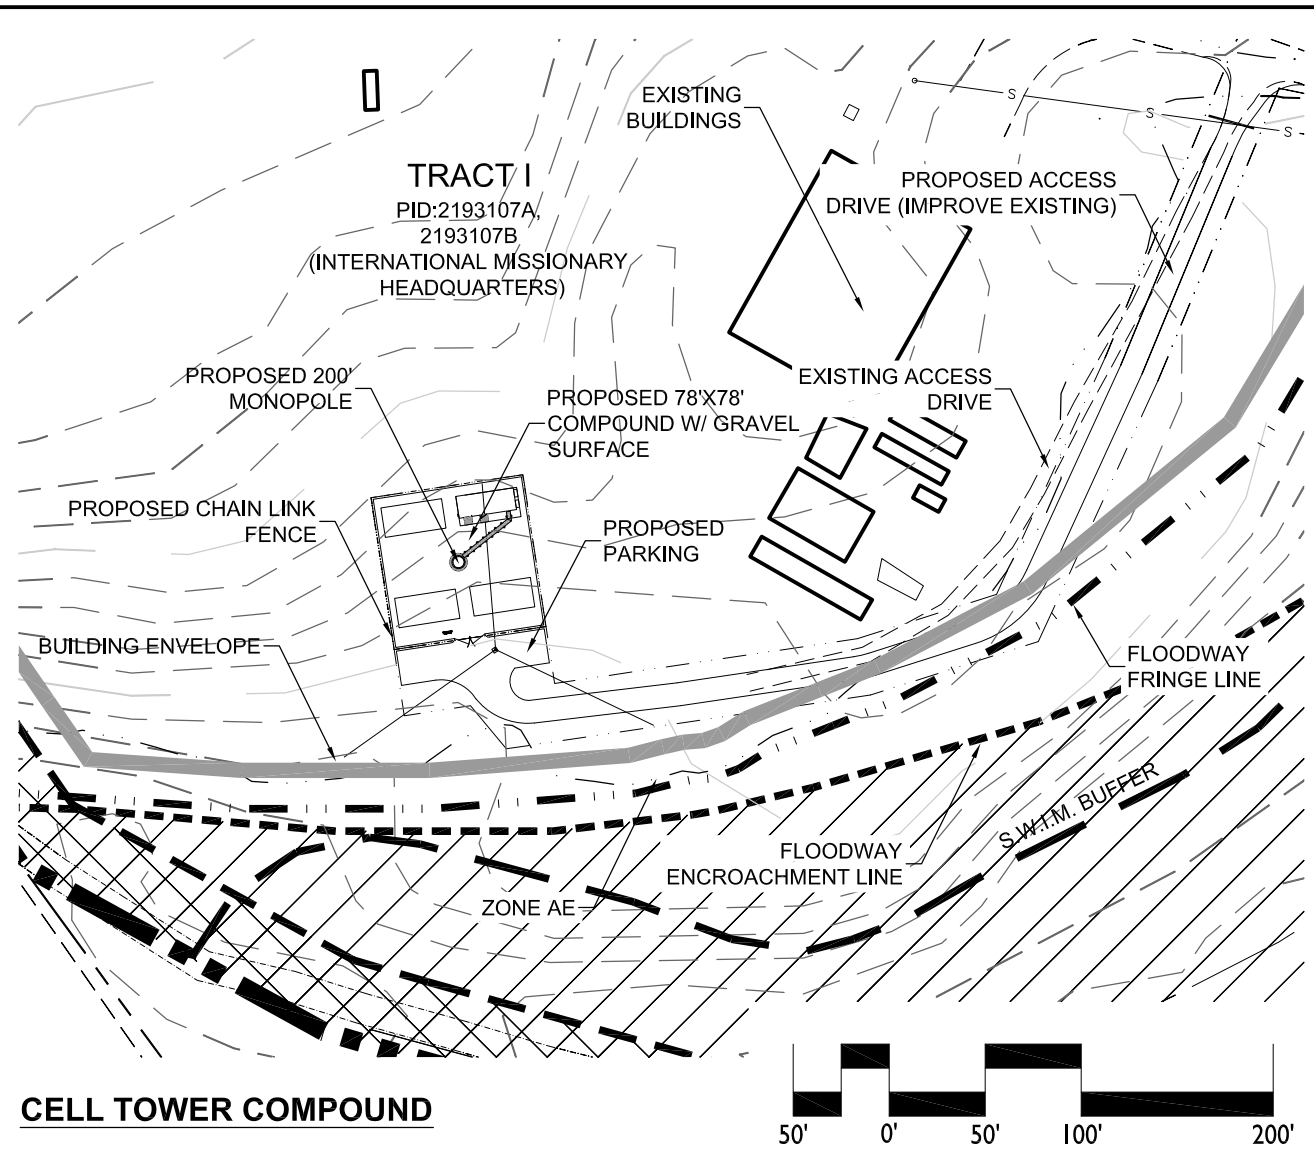 EXISTING
BUILDINGS
S
S
S
TRACT I
PID:2193107A,
2193107B
(INTERNATIONAL MISSIONARY
HEADQUARTERS)
PROPOSED ACCESS
DRIVE (IMPROVE EXISTING)
PROPOSED 200'
MONOPOLE
PROPOSED 78'X78'
COMPOUND W/ GRAVEL
SURFACE
EXISTING ACCESS
DRIVE
PROPOSED CHAIN LINK
FENCE
PROPOSED
PARKING
BUILDING ENVELOPE
FLOODWAY
FRINGE LINE
S.W.I.M. BUFFER
FLOODWAY
ENCROACHMENT LINE
ZONE AE
CELL TOWER COMPOUND
50' 0' 50' 100' 200'